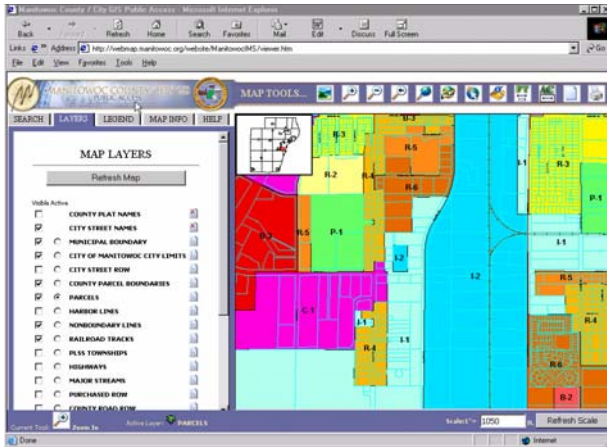 Manitowoc County / City GIS Public Access - Microsoft Internet Explorer
Back Forward Refresh Home Search Favorites Mail Edit Discuss Full Screen
Links Address http://webmap.manitowoc.org/website/ManitowocIMS/viewer.htm Go
File Edit View Favorites Tools Help
MANITOWOC COUNTY
PUBLIC ACCESS
MAP TOOLS...
SEARCH LAYERS LEGEND MAP INFO HELP
MAP LAYERS
Refresh Map
Visible Active
COUNTY PLAT NAMES
CITY STREET NAMES
MUNICIPAL BOUNDARY
CITY OF MANITOWOC CITY LIMITS
CITY STREET ROW
COUNTY PARCEL BOUNDARIES
PARCELS
HARBOR LINES
NONBOUNDARY LINES
RAILROAD TRACKS
PLSS TOWNSHIPS
HIGHWAYS
MAJOR STREAMS
PURCHASED ROW
COUNTY ROAD ROW
R-3 B-3 R-3
R-5 I-1
R-2 R-4
R-6 P-1
B-3 R-5 P-1
I-1
I-2 I-2
R-5
C-1 I-1
R-4 I-1
R-6
B-2
Current Tool: Zoom In Active Layer: PARCELS Scale:1"= 1050 ft. Refresh Scale
Done Internet